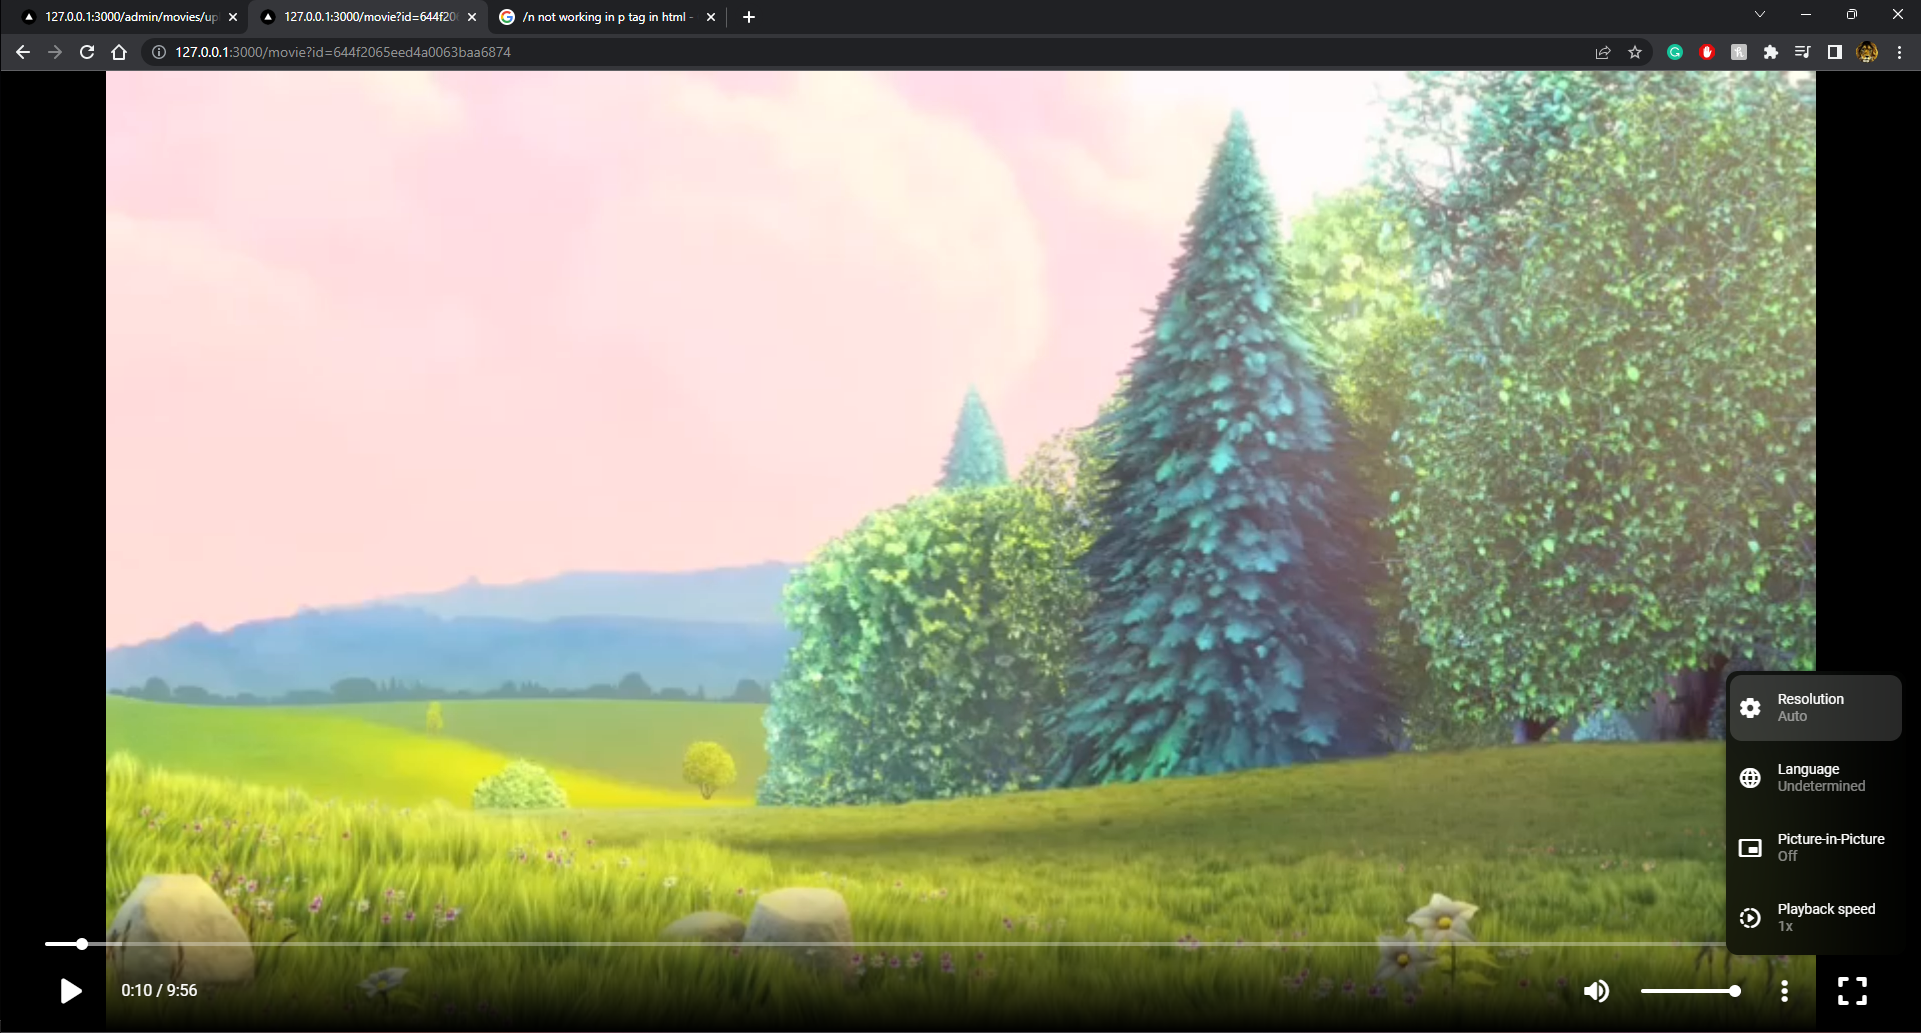 127.0.0.1:3000/admin/movies/up
127.0.0.1:3000/movie?id=644f20
/n not working in p tag in html -
127.0.0.1:3000/movie?id=644f2065eed4a0063baa6874
Resolution
Auto
Language
Undetermined
Picture-in-Picture
Off
Playback speed
1x
0:10 / 9:56